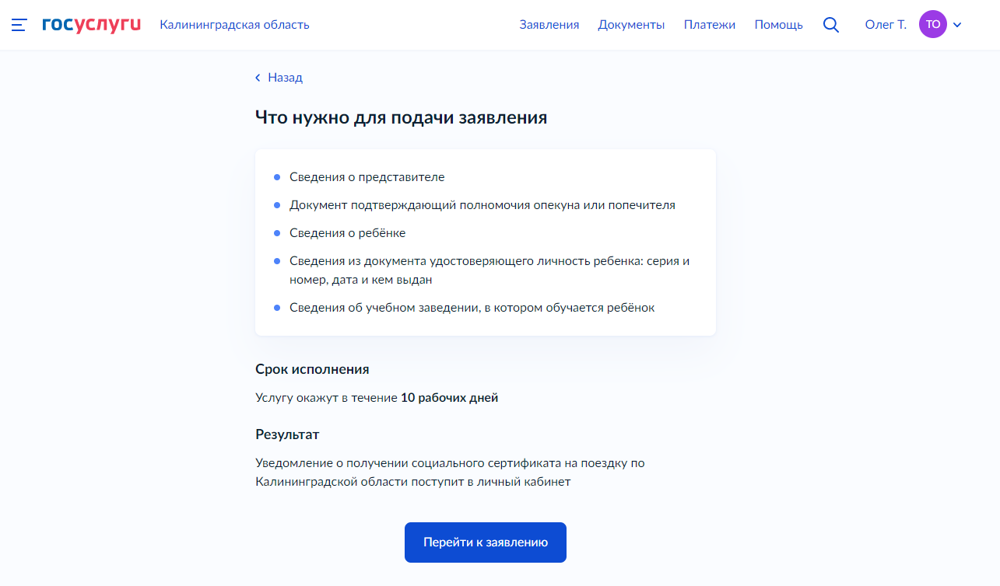 госуслуги
Калининградская область
Заявления
Документы
Платежи
Помощь
Олег Т.
ТО
Назад
Что нужно для подачи заявления
Сведения о представителе
Документ подтверждающий полномочия опекуна или попечителя
Сведения о ребёнке
Сведения из документа удостоверяющего личность ребенка: серия и
номер, дата и кем выдан
Сведения об учебном заведении, в котором обучается ребёнок
Срок исполнения
Услугу окажут в течение 10 рабочих дней
Результат
Уведомление о получении социального сертификата на поездку по
Калининградской области поступит в личный кабинет
Перейти к заявлению